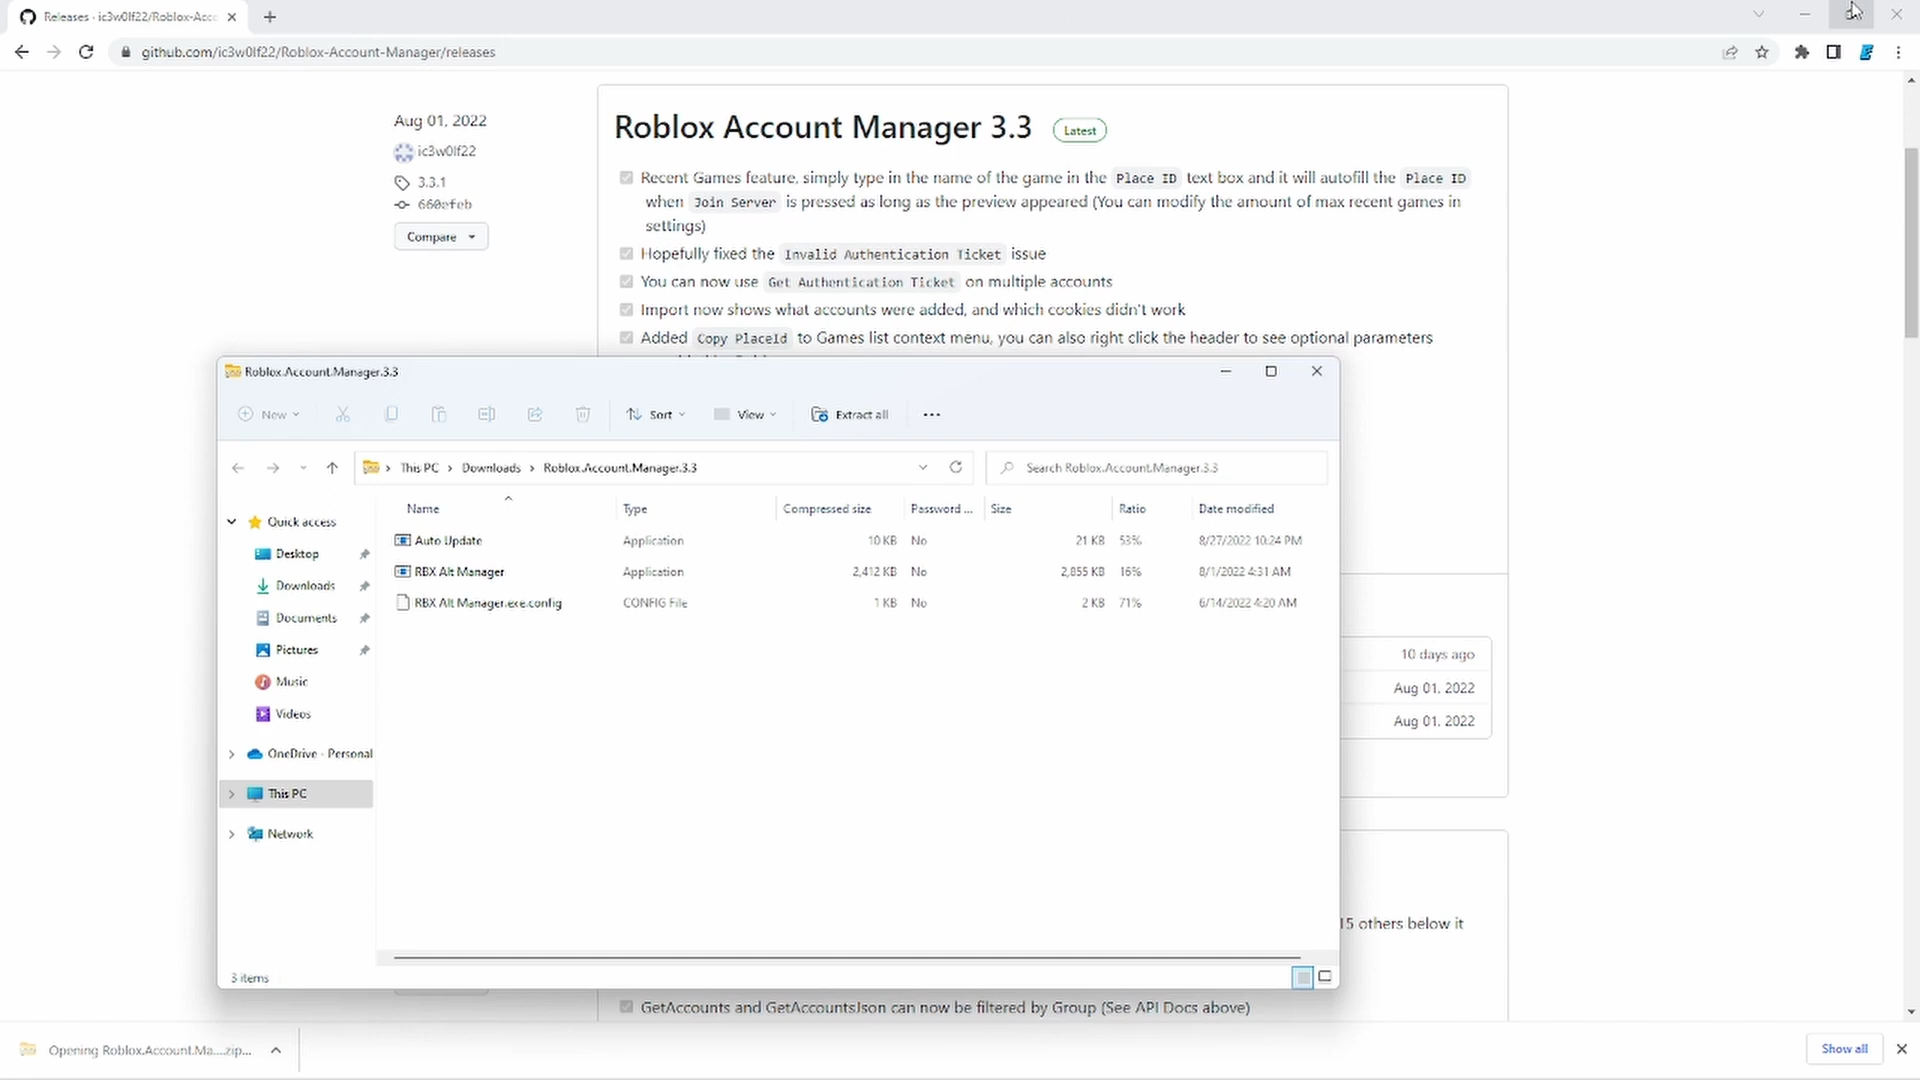 Releases · ic3w0lf22/Roblox-Acco
github.com/ic3w0lf22/Roblox-Account-Manager/releases
Aug 01, 2022
ic3w0lf22
3.3.1
660efeb
Compare
Roblox Account Manager 3.3 Latest
Recent Games feature, simply type in the name of the game in the Place ID text box and it will autofill the Place ID
when Join Server is pressed as long as the preview appeared (You can modify the amount of max recent games in
settings)
Hopefully fixed the Invalid Authentication Ticket issue
You can now use Get Authentication Ticket on multiple accounts
Import now shows what accounts were added, and which cookies didn't work
Added Copy PlaceId to Games list context menu, you can also right click the header to see optional parameters
Roblox.Account.Manager.3.3
New Sort View Extract all
This PC > Downloads > Roblox.Account.Manager.3.3
Search Roblox.Account.Manager.3.3
Name Type Compressed size Password ... Size Ratio Date modified
Auto Update Application 10 KB No 21 KB 53% 8/27/2022 10:24 PM
RBX Alt Manager Application 2,412 KB No 2,855 KB 16% 8/1/2022 4:31 AM
RBX Alt Manager.exe.config CONFIG File 1 KB No 2 KB 71% 6/14/2022 4:20 AM
Quick access
Desktop
Downloads
Documents
Pictures
Music
Videos
OneDrive - Personal
This PC
Network
3 items
10 days ago
Aug 01, 2022
Aug 01, 2022
15 others below it
GetAccounts and GetAccountsJson can now be filtered by Group (See API Docs above)
Opening Roblox.Account.Ma....zip...
Show all